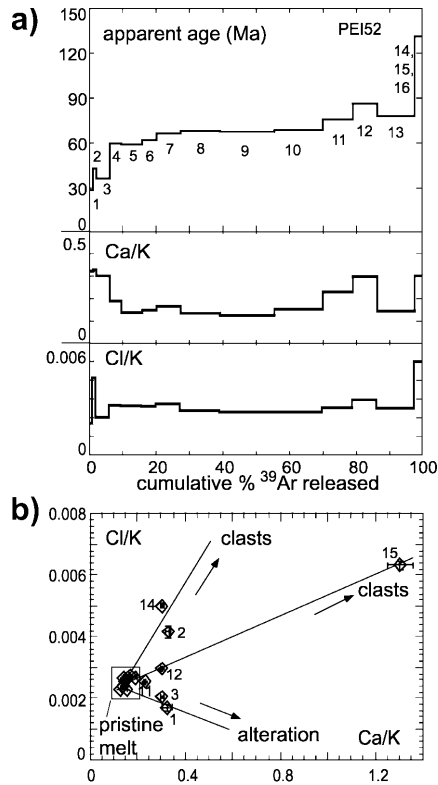 a)
150
apparent age (Ma)
PEI52
120
14,
15,
16
90
2
4 5 6 7 8 9 10 11 12 13
60
3
30
1
0
0.5
Ca/K
0
0.006
Cl/K
0
0 20 40 60 80 100
cumulative % 39Ar released
b)
0.008
Cl/K
clasts
15
0.006
clasts
14
2
0.004
12
11
3
0.002
1
pristine
melt
alteration
0
Ca/K
0 0.4 0.8 1.2